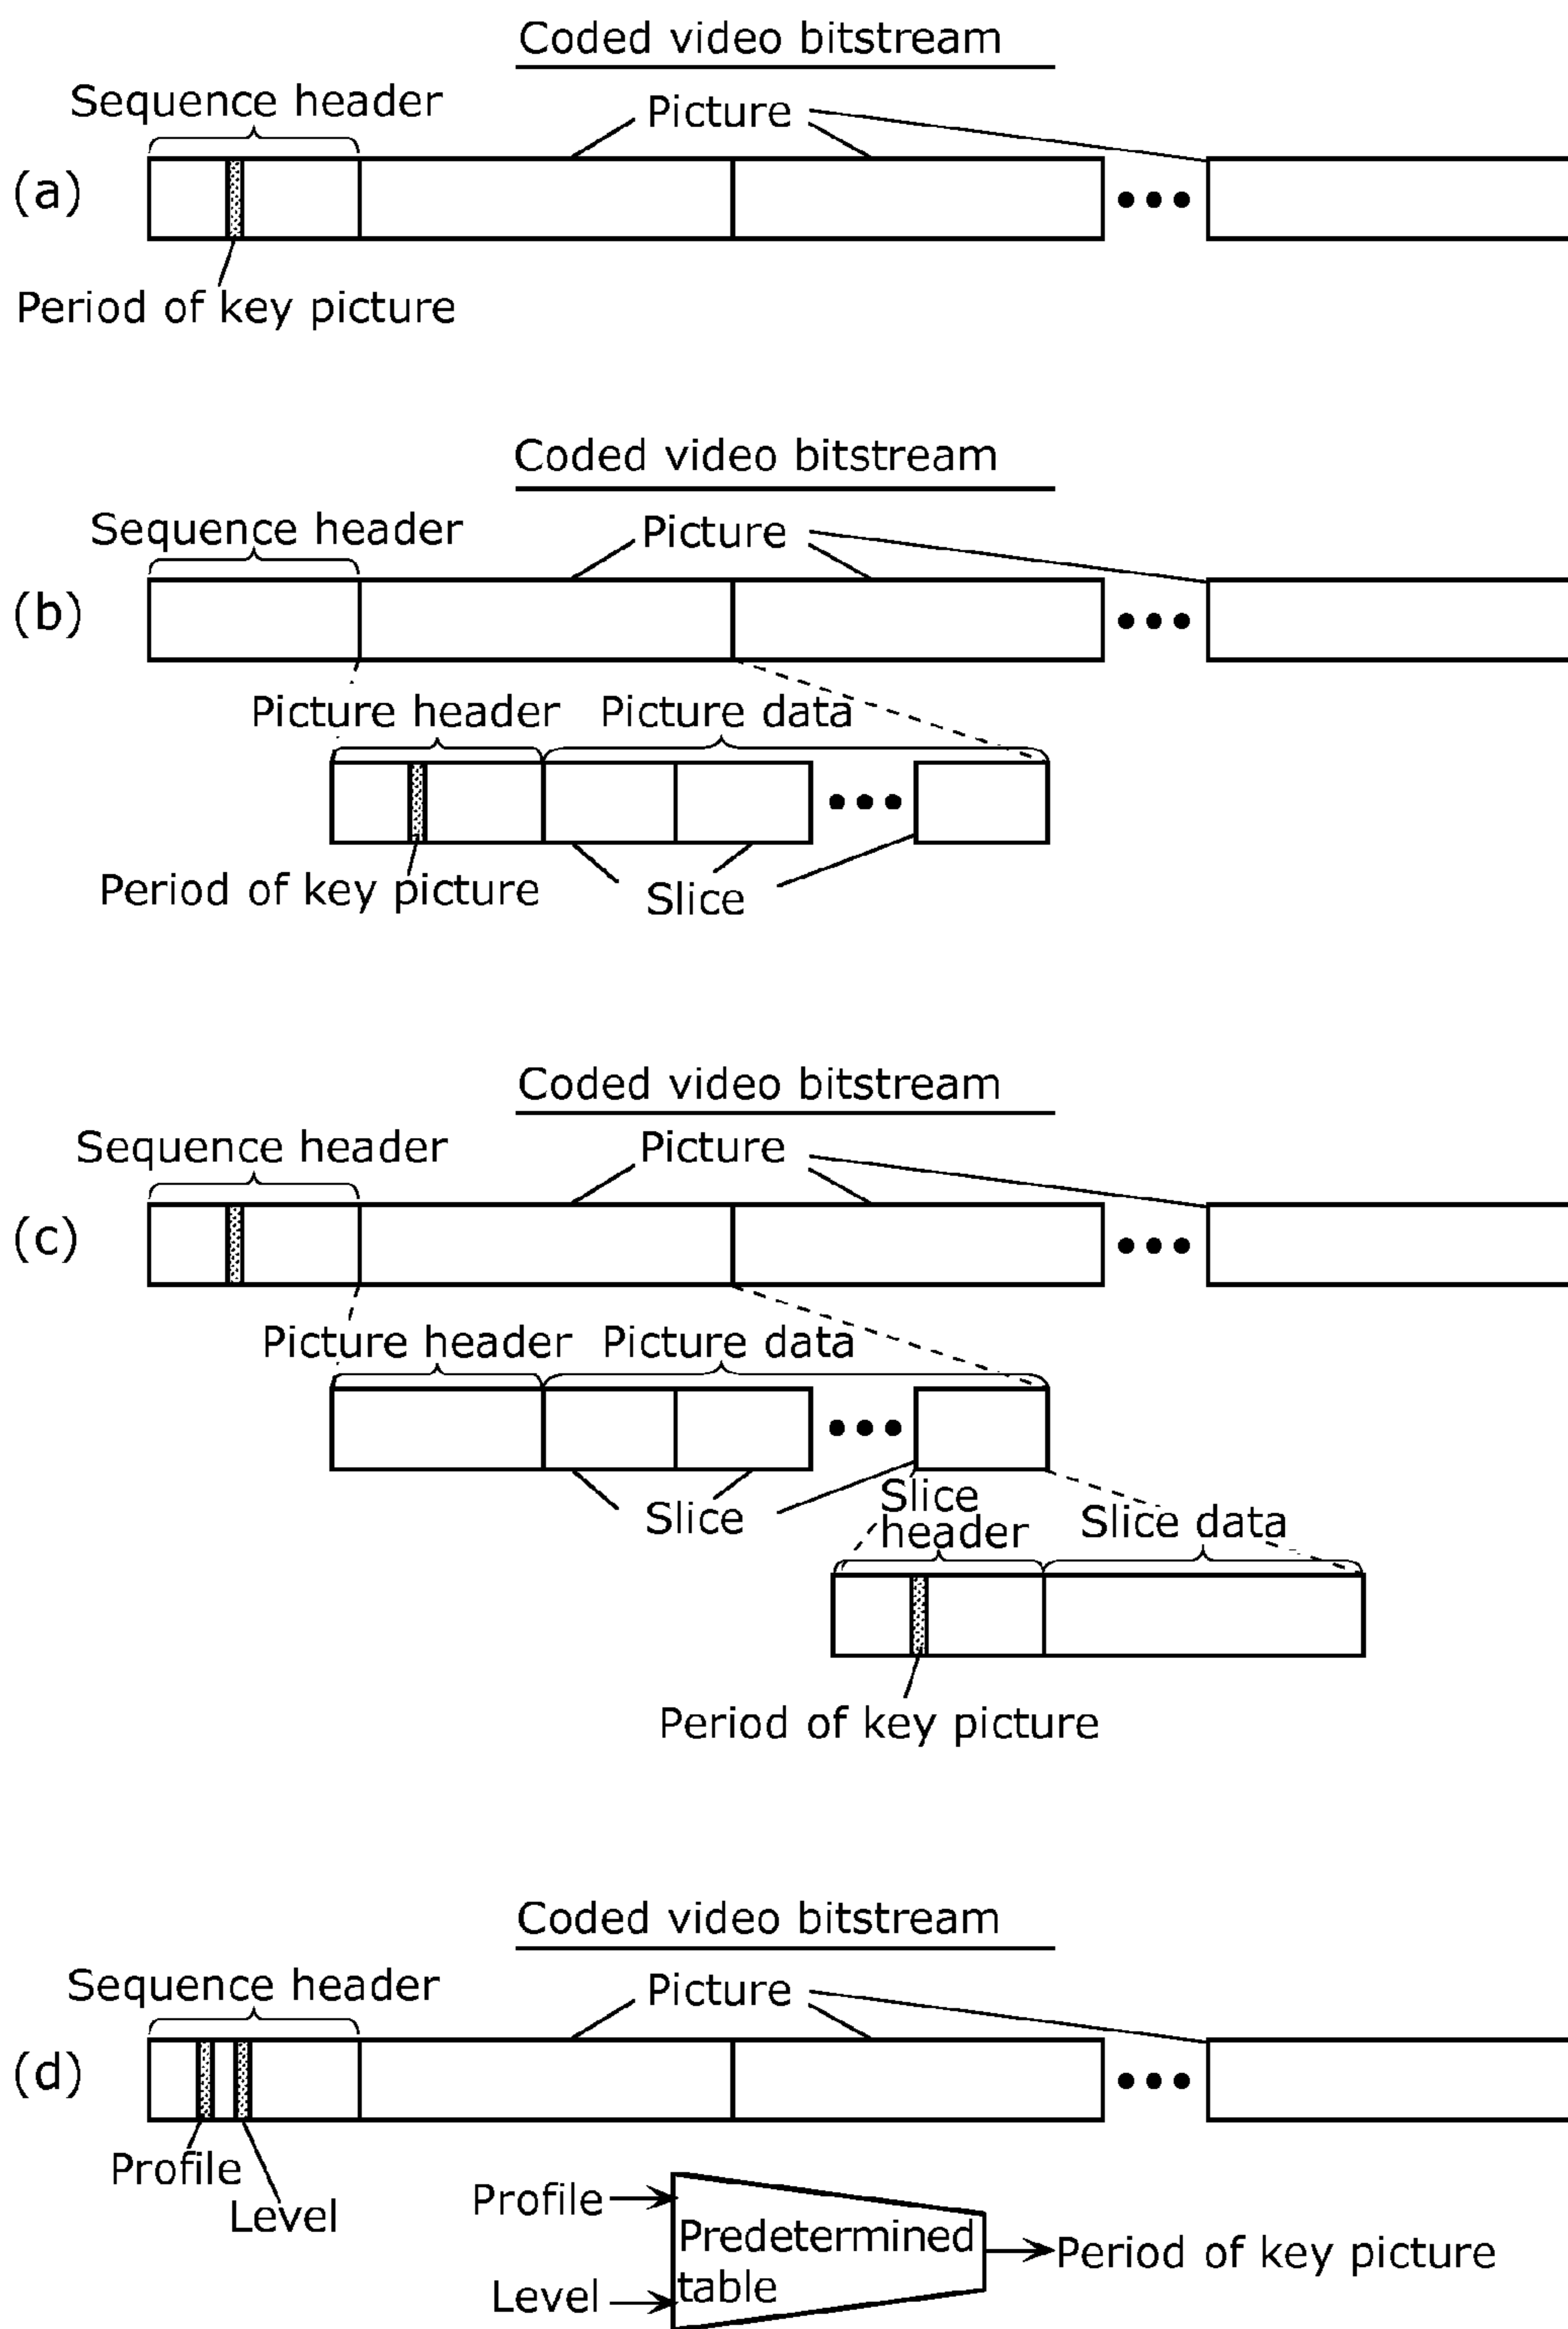 Coded video bitstream
Sequence header
Picture
(a)
Period of key picture
Coded video bitstream
Sequence header
Picture
(b)
Picture header
Picture data
Period of key picture
Slice
Coded video bitstream
Sequence header
Picture
(c)
Picture header
Picture data
Slice
Slice
header
Slice data
Period of key picture
Coded video bitstream
Sequence header
Picture
(d)
Profile
Level
Profile
Level
Predetermined
table
Period of key picture